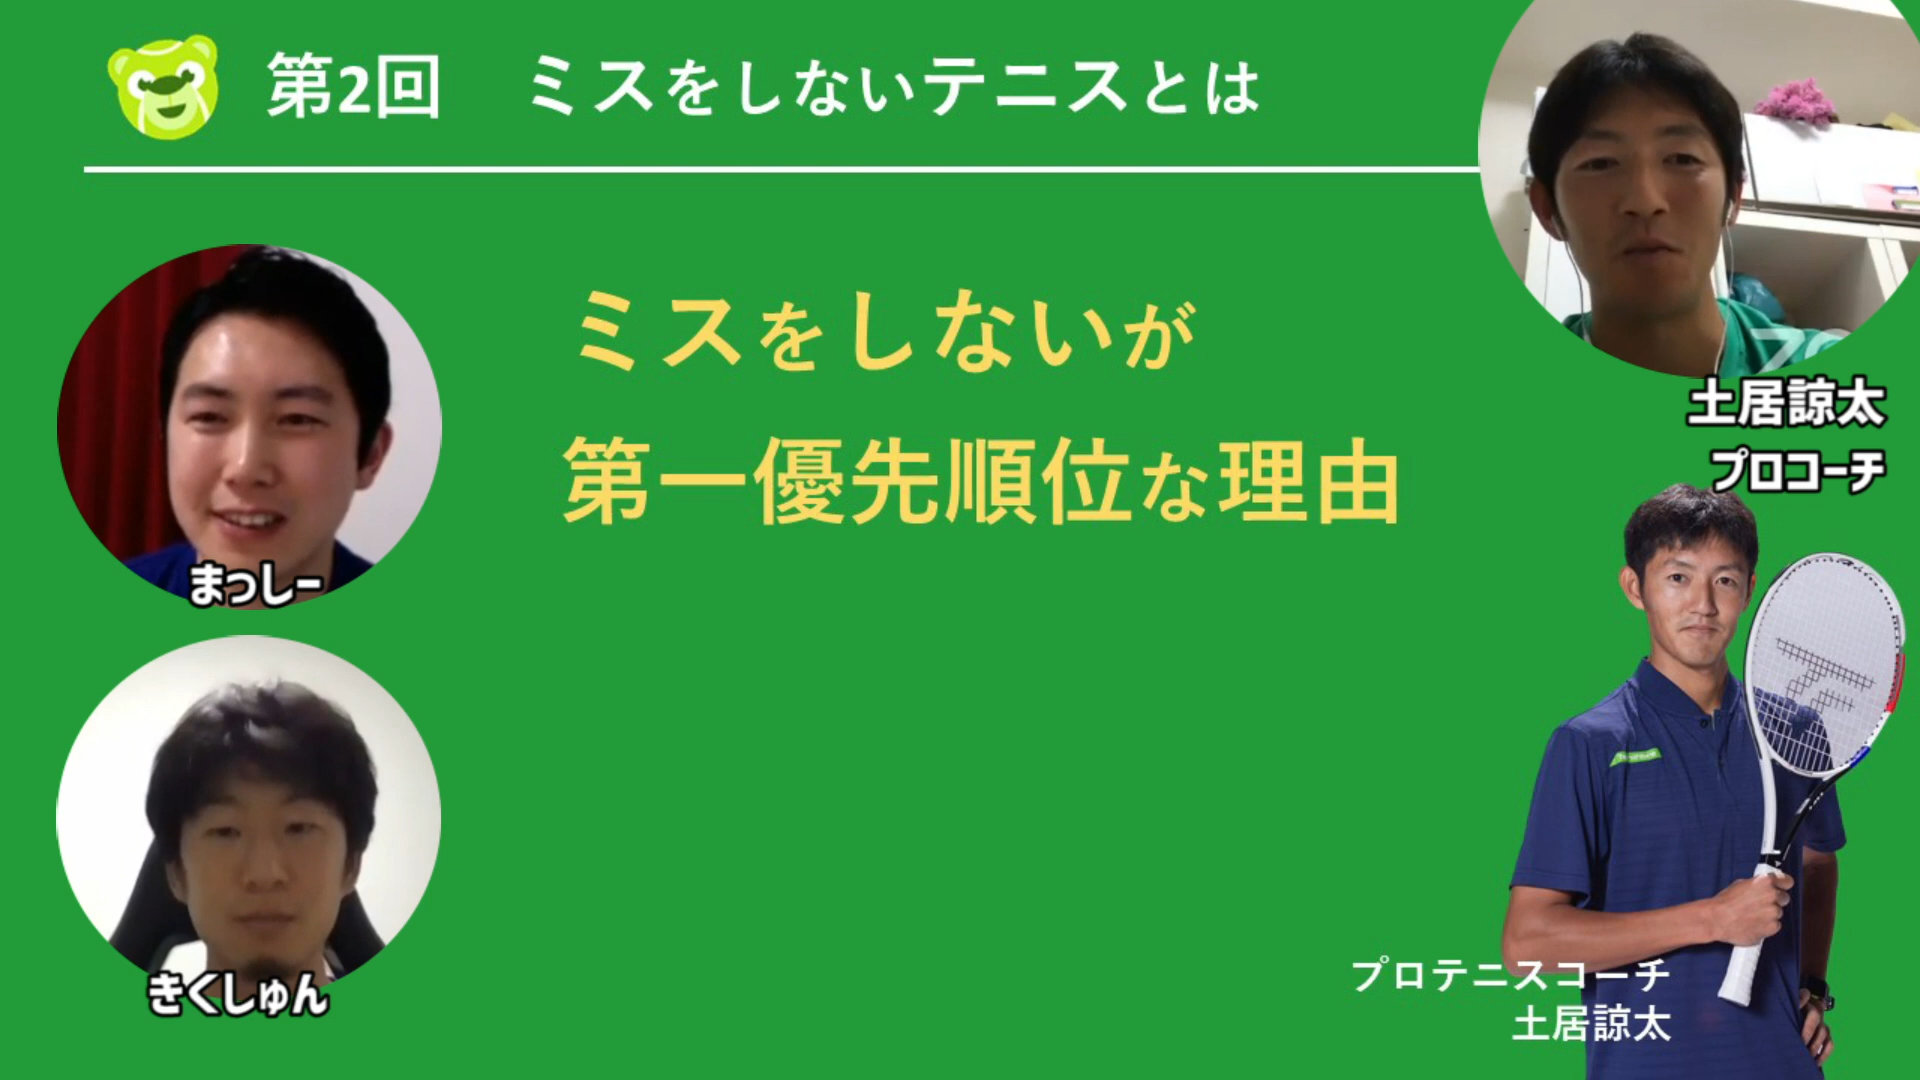 第2回 ミスをしないテニスとは
ミスをしないが
第一優先順位な理由
土居諒太
プロコーチ
まっしー
きくしゅん
プロテニスコーチ
土居諒太